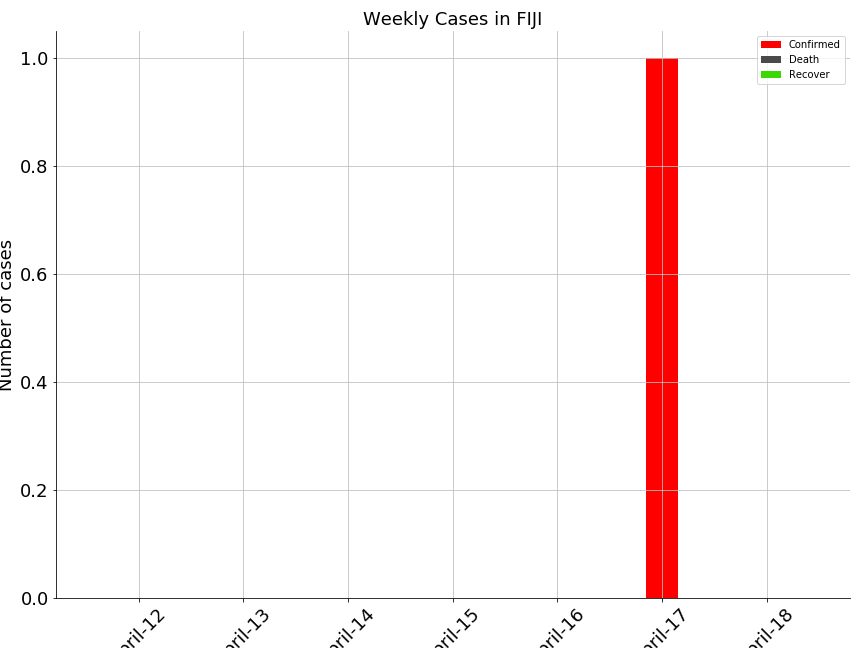 Weekly Cases in FIJI
Confirmed
Death
Recover
Number of cases
1.0
0.8
0.6
0.4
0.2
0.0
pril-12
pril-13
pril-14
pril-15
pril-16
pril-17
pril-18